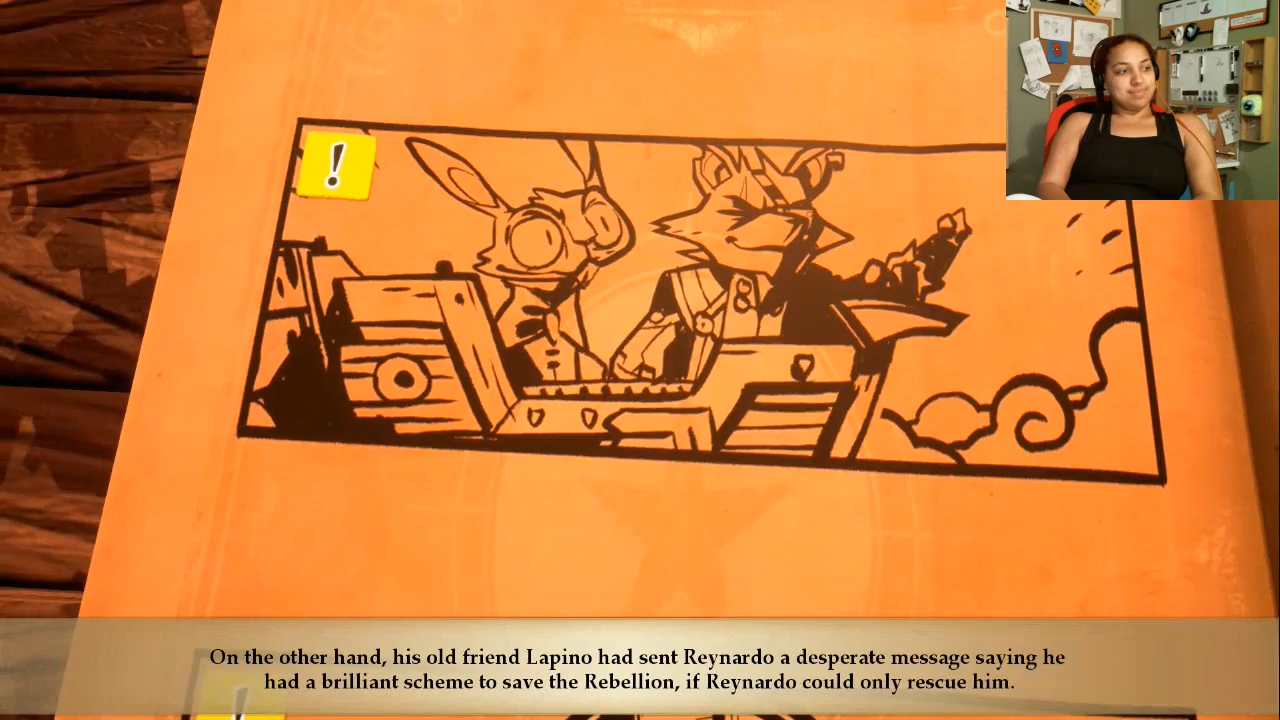 !
On the other hand, his old friend Lapino had sent Reynardo a desperate message saying he
had a brilliant scheme to save the Rebellion, if Reynardo could only rescue him.
!